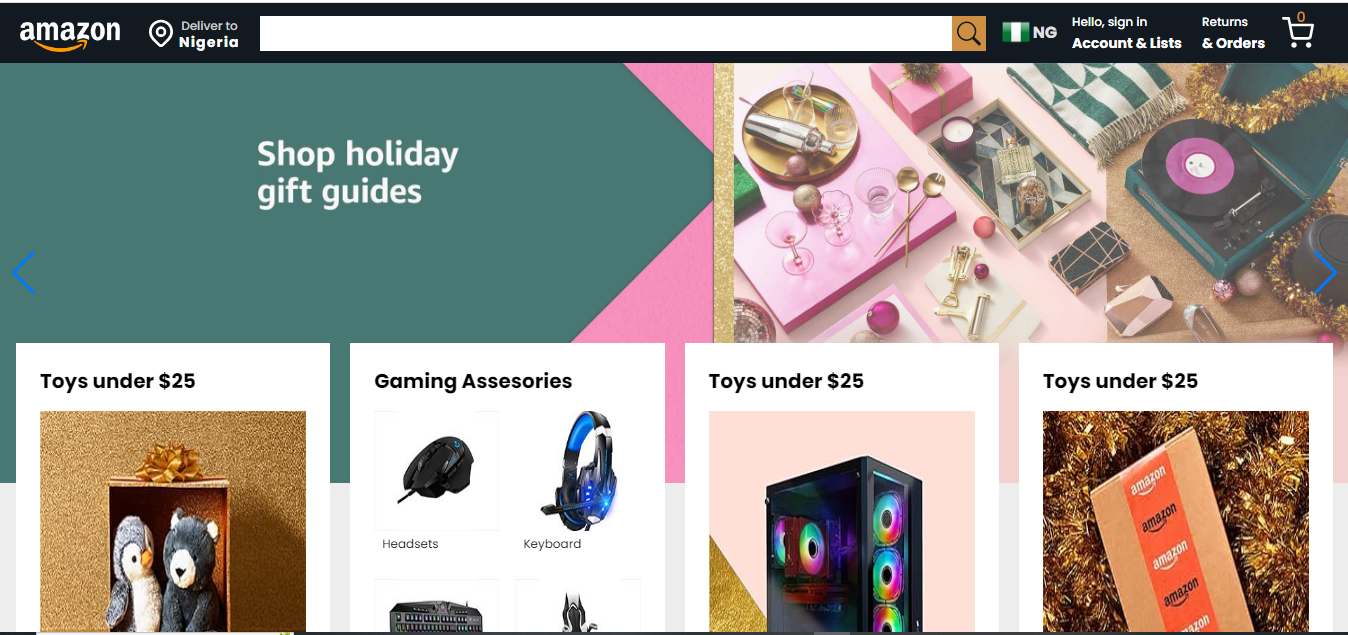 amazon
Deliver to
Nigeria
NG
Hello, sign in
Account & Lists
Returns
& Orders
0
Shop holiday
gift guides
Toys under $25
Gaming Assesories
Toys under $25
Toys under $25
Headsets
Keyboard
amazon
amazon
amazon
amazon
amazon